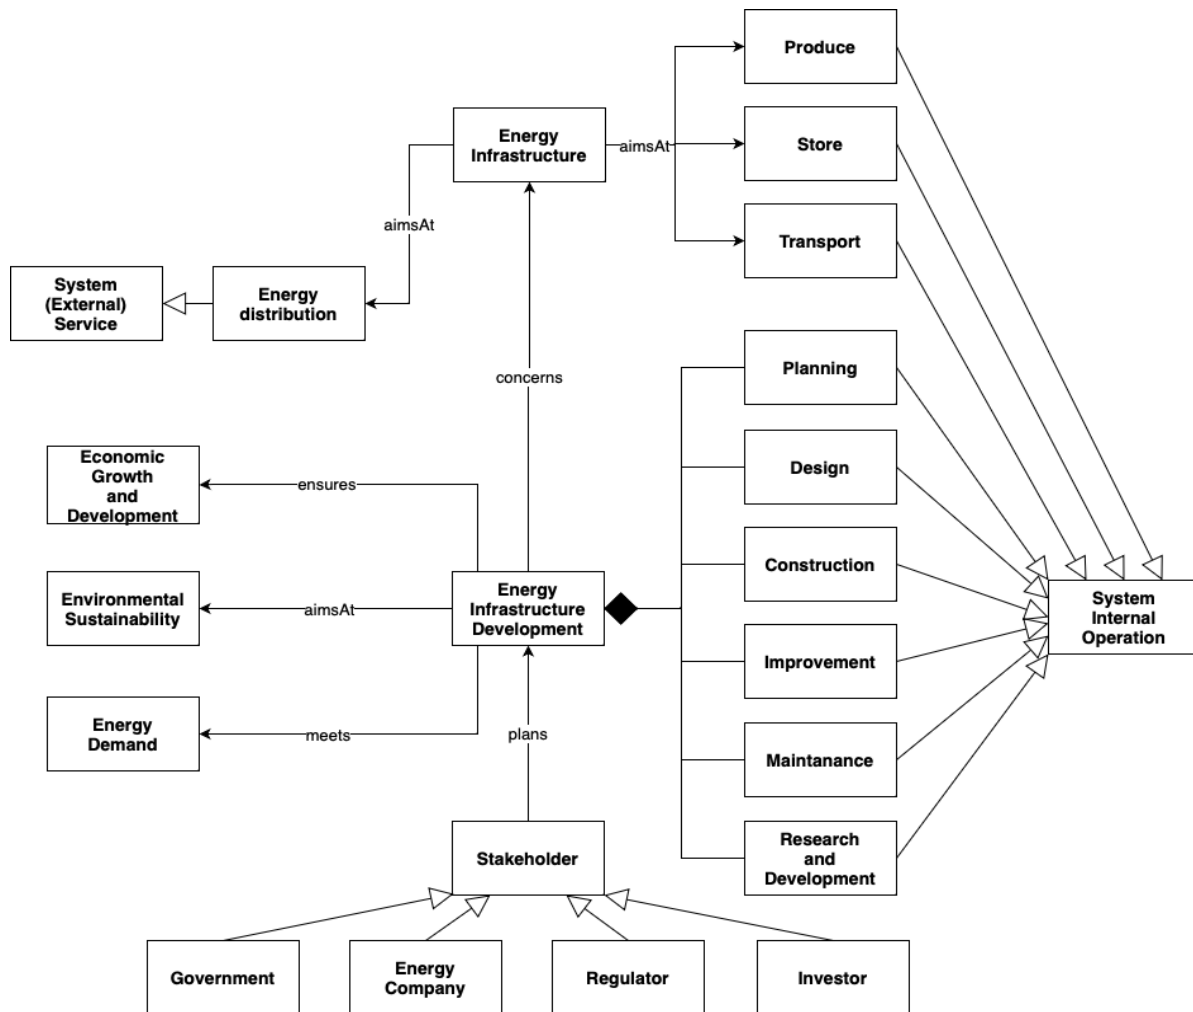 Produce
Energy
Infrastructure
aimsAt
Store
aimsAt
Transport
System
(External)
Service
Energy
distribution
concerns
Planning
Economic
Growth
and
Development
ensures
Design
Construction
Environmental
Sustainability
aimsAt
Energy
Infrastructure
Development
System
Internal
Operation
Improvement
Energy
Demand
meets
plans
Maintanance
Stakeholder
Research
and
Development
Government
Energy
Company
Regulator
Investor